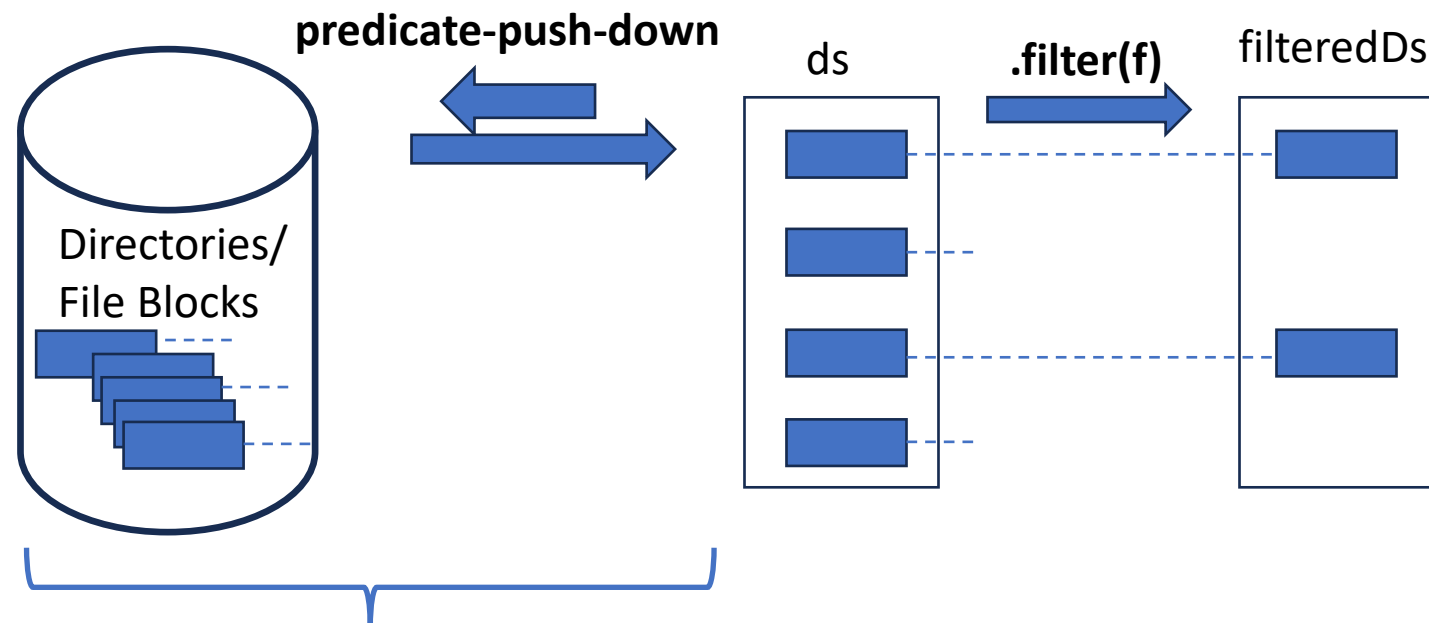 predicate-push-down
ds
.filter(f)
filteredDs
Directories/
File Blocks